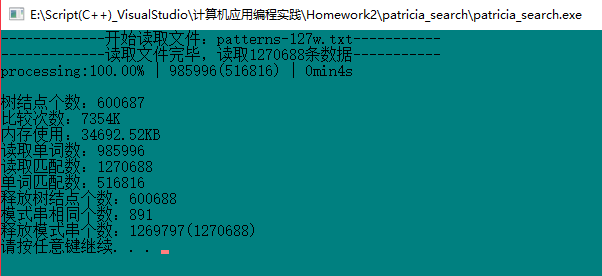 E:\Script(C++)_VisualStudio\计算机应用编程实践\Homework2\patricia_search\patricia_search.exe
-------------开始读取文件：patterns-127w.txt-----------
-------------读取文件完毕，读取1270688条数据-----------
processing:100.00% | 985996(516816) | 0min4s
树结点个数：600687
比较次数：7354K
内存使用：34692.52KB
读取单词数：985996
读取匹配数：1270688
单词匹配数：516816
释放树结点个数：600688
模式串相同个数：891
释放模式串个数：1269797(1270688)
请按任意键继续. . .